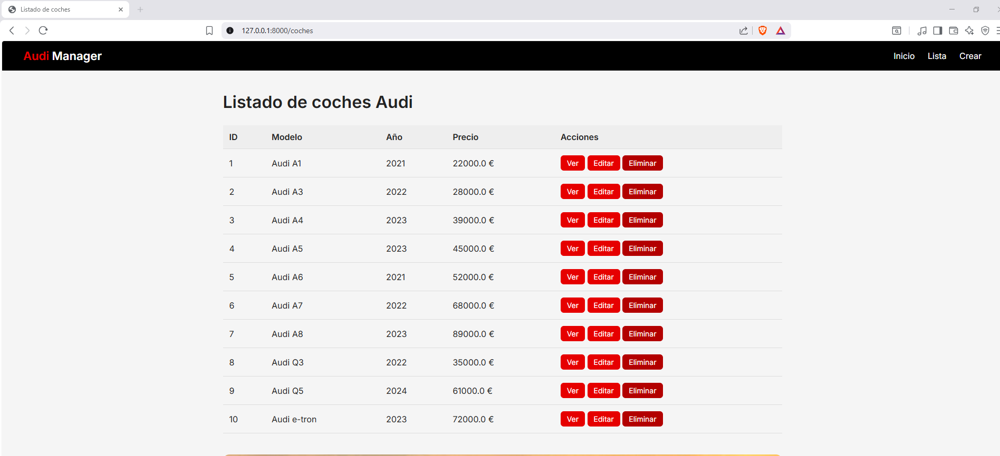 Listado de coches
127.0.0.1:8000/coches
Audi Manager Inicio Lista Crear
Listado de coches Audi
ID Modelo Año Precio Acciones
1 Audi A1 2021 22000.0 € Ver Editar Eliminar
2 Audi A3 2022 28000.0 € Ver Editar Eliminar
3 Audi A4 2023 39000.0 € Ver Editar Eliminar
4 Audi A5 2023 45000.0 € Ver Editar Eliminar
5 Audi A6 2021 52000.0 € Ver Editar Eliminar
6 Audi A7 2022 68000.0 € Ver Editar Eliminar
7 Audi A8 2023 89000.0 € Ver Editar Eliminar
8 Audi Q3 2022 35000.0 € Ver Editar Eliminar
9 Audi Q5 2024 61000.0 € Ver Editar Eliminar
10 Audi e-tron 2023 72000.0 € Ver Editar Eliminar